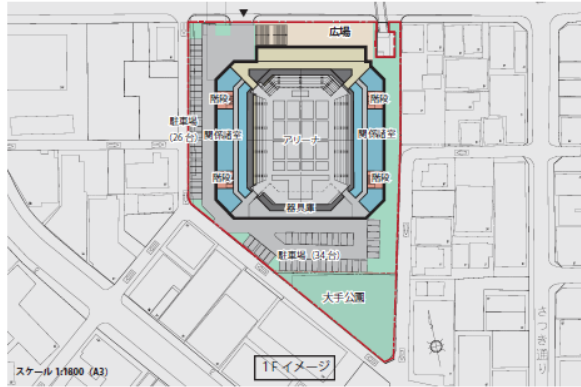 広場
階段
階段
駐車場
(26台)
関係諸室
アリーナ
関係諸室
階段
階段
器具庫
駐車場 (34台)
大手公園
さつき通り
スケール 1:1800 (A3)
1F イメージ